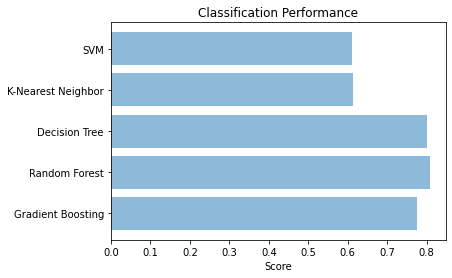 Classification Performance
SVM
K-Nearest Neighbor
Decision Tree
Random Forest
Gradient Boosting
0.0 0.1 0.2 0.3 0.4 0.5 0.6 0.7 0.8
Score